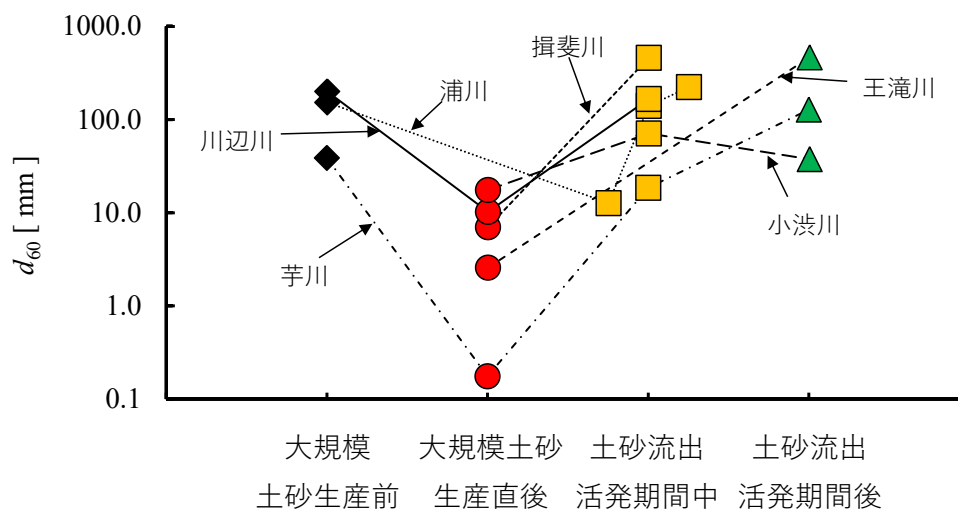 1000.0
100.0
10.0
1.0
0.1
d60 [ mm ]
川辺川
浦川
芋川
揖斐川
王滝川
小渋川
大規模
土砂生産前
大規模土砂
生産直後
土砂流出
活発期間中
土砂流出
活発期間後